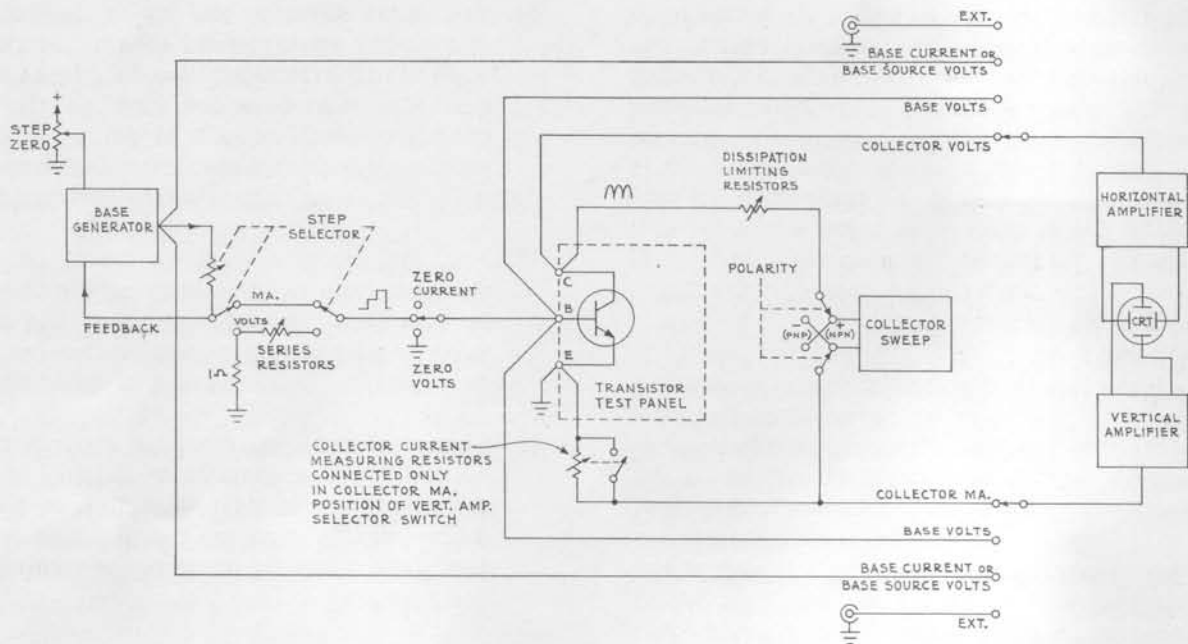 EXT.
BASE CURRENT OR
BASE SOURCE VOLTS
BASE VOLTS
COLLECTOR VOLTS
+
STEP
ZERO
BASE
GENERATOR
STEP
SELECTOR
DISSIPATION
LIMITING
RESISTORS
HORIZONTAL
AMPLIFIER
C
POLARITY
MA.
ZERO
CURRENT
B
FEEDBACK
VOLTS
SERIES
RESISTORS
1Ω
ZERO
VOLTS
E
TRANSISTOR
TEST PANEL
- +
(PNP) (NPN)
COLLECTOR
SWEEP
CRT
VERTICAL
AMPLIFIER
COLLECTOR CURRENT
MEASURING RESISTORS
CONNECTED ONLY
IN COLLECTOR MA.
POSITION OF VERT. AMP.
SELECTOR SWITCH
COLLECTOR MA.
BASE VOLTS
BASE CURRENT OR
BASE SOURCE VOLTS
EXT.